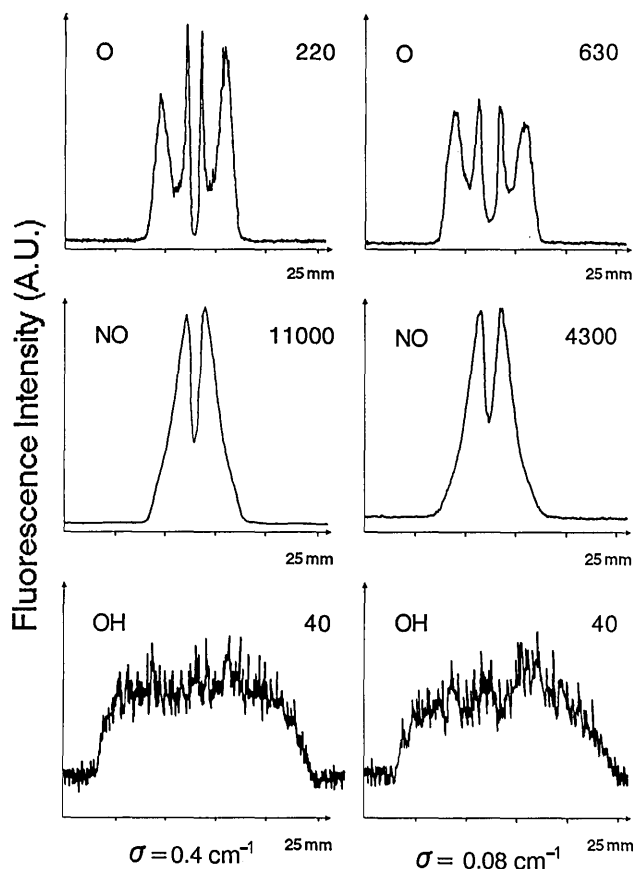 Fluorescence Intensity (A.U.)
O 220
25 mm
O 630
25 mm
NO 11000
25 mm
NO 4300
25 mm
OH 40
25 mm
OH 40
25 mm
σ = 0.4 cm⁻¹
σ = 0.08 cm⁻¹